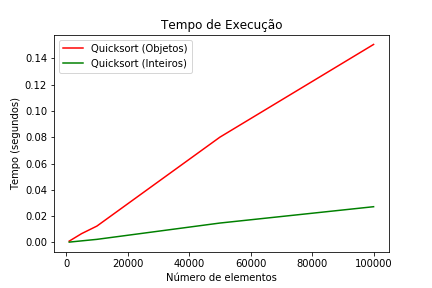 Tempo de Execução
Quicksort (Objetos)
Quicksort (Inteiros)
Tempo (segundos)
0.14
0.12
0.10
0.08
0.06
0.04
0.02
0.00
0 20000 40000 60000 80000 100000
Número de elementos